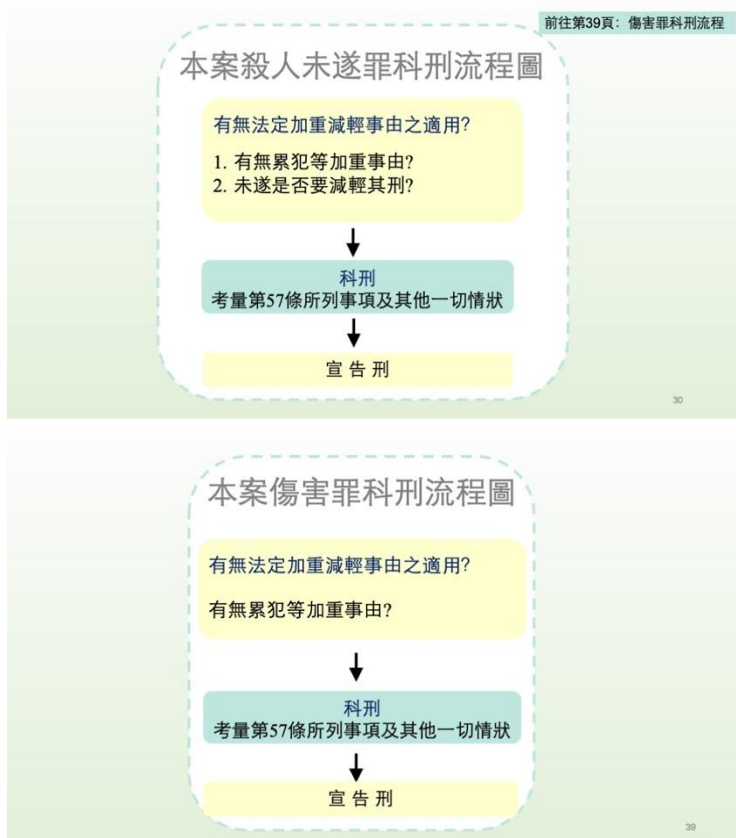 前往第39頁：傷害罪科刑流程
本案殺人未遂罪科刑流程圖
有無法定加重減輕事由之適用？
1. 有無累犯等加重事由?
2. 未遂是否要減輕其刑?
科刑
考量第57條所列事項及其他一切情狀
宣 告 刑
30
本案傷害罪科刑流程圖
有無法定加重減輕事由之適用？
有無累犯等加重事由?
科刑
考量第57條所列事項及其他一切情狀
宣 告 刑
39